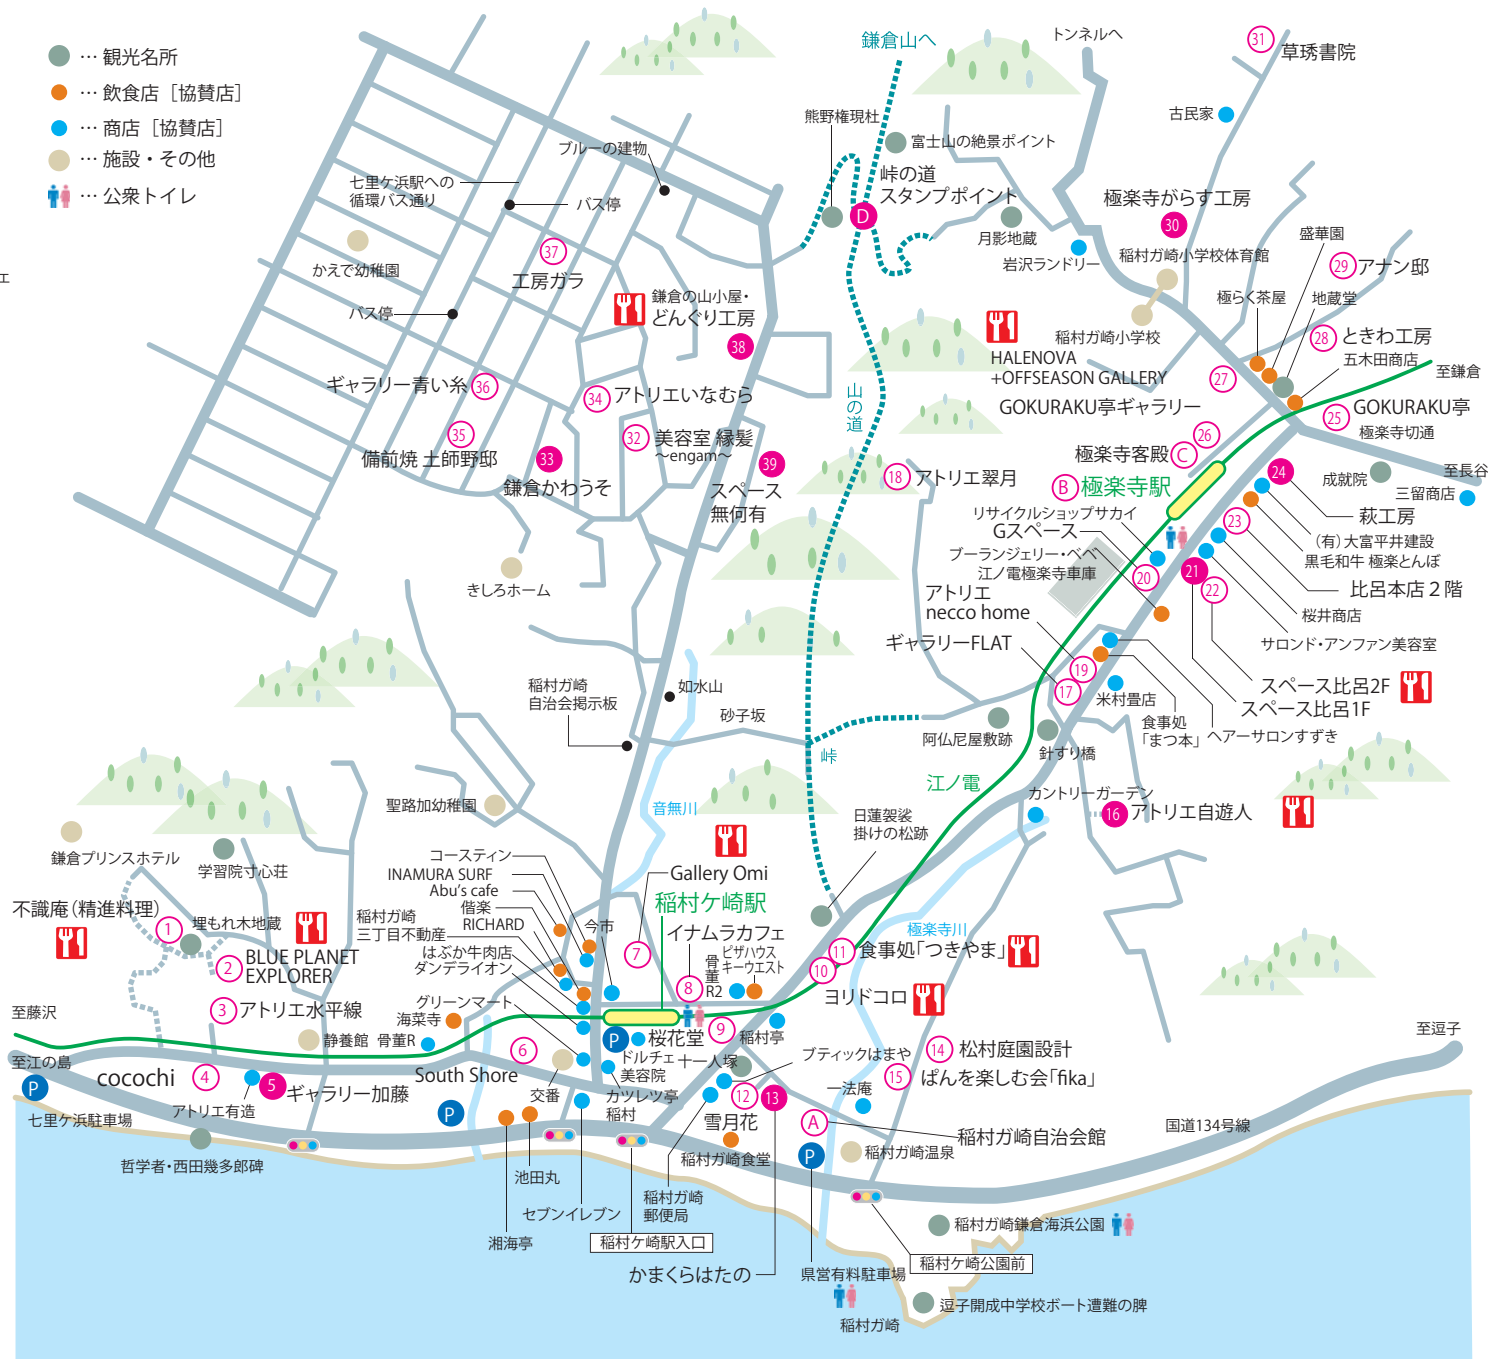 … 観光名所
… 飲食店［協賛店］
… 商店［協賛店］
… 施設・その他
… 公衆トイレ
鎌倉山へ
トンネルへ
31
草琇書院
古民家
熊野権現社
富士山の絶景ポイント
峠の道
スタンプポイント
D
月影地蔵
岩沢ランドリー
極楽寺がらす工房
30
稲村ガ崎小学校体育館
稲村ガ崎小学校
盛華園
29
アナン邸
極らく茶屋
地蔵堂
28
ときわ工房
五木田商店
至鎌倉
ブルーの建物
七里ケ浜駅への
循環バス通り
バス停
かえで幼稚園
37
工房ガラ
バス停
鎌倉の山小屋・
どんぐり工房
38
ェ
HALENOVA
+OFFSEASON GALLERY
27
GOKURAKU亭ギャラリー
25
GOKURAKU亭
極楽寺切通
26
極楽寺客殿
C
B
極楽寺駅
成就院
至長谷
三留商店
24
萩工房
（有）大富平井建設
黒毛和牛 極楽とんぼ
23
比呂本店２階
桜井商店
サロンド・アンファン美容室
リサイクルショップサカイ
Gスペース
ブーランジェリー・ベベ
江ノ電極楽寺車庫
20
21
22
アトリエ
necco home
ギャラリーFLAT
19
17
スペース比呂2F
スペース比呂1F
米村畳店
食事処
「まつ本」
ヘアーサロンすずき
ギャラリー青い糸
36
34
アトリエいなむら
35
備前焼 土師野邸
32
美容室 縁髪
～engam～
33
鎌倉かわうそ
39
スペース
無何有
18
アトリエ翠月
山の道
きしろホーム
稲村ガ崎
自治会掲示板
如水山
砂子坂
峠
阿仏尼屋敷跡
針すり橋
江ノ電
カントリーガーデン
16
アトリエ自遊人
音無川
聖路加幼稚園
日蓮袈裟
掛けの松跡
鎌倉プリンスホテル
学習院寸心荘
不識庵（精進料理）
1
埋もれ木地蔵
2
BLUE PLANET
EXPLORER
3
アトリエ水平線
コースティン
INAMURA SURF
Abu's cafe
偕楽
RICHARD
稲村ガ崎
三丁目不動産
はぶか牛肉店
ダンデライオン
グリーンマート
海菜寺
今市
7
Gallery Omi
稲村ケ崎駅
イナムラカフェ
8
骨董
R2
ピザハウス
キーウエスト
極楽寺川
11
食事処「つきやま」
10
ヨリドコロ
9
稲村亭
P
桜花堂
ドルチェ
美容院
十一人塚
ブティックはまや
14
松村庭園設計
15
ぱんを楽しむ会「fika」
一法庵
至逗子
至藤沢
至江の島
P
七里ケ浜駐車場
cocochi
4
アトリエ有造
5
ギャラリー加藤
静養館
骨董R
6
South Shore
P
交番
カツレツ亭
稲村
12
13
雪月花
稲村ガ崎食堂
A
稲村ガ崎自治会館
国道134号線
P
稲村ガ崎温泉
哲学者・西田幾多郎碑
池田丸
湘海亭
セブンイレブン
稲村ガ崎
郵便局
稲村ケ崎駅入口
かまくらはたの
県営有料駐車場
稲村ガ崎
稲村ガ崎鎌倉海浜公園
稲村ケ崎公園前
逗子開成中学校ボート遭難の脾